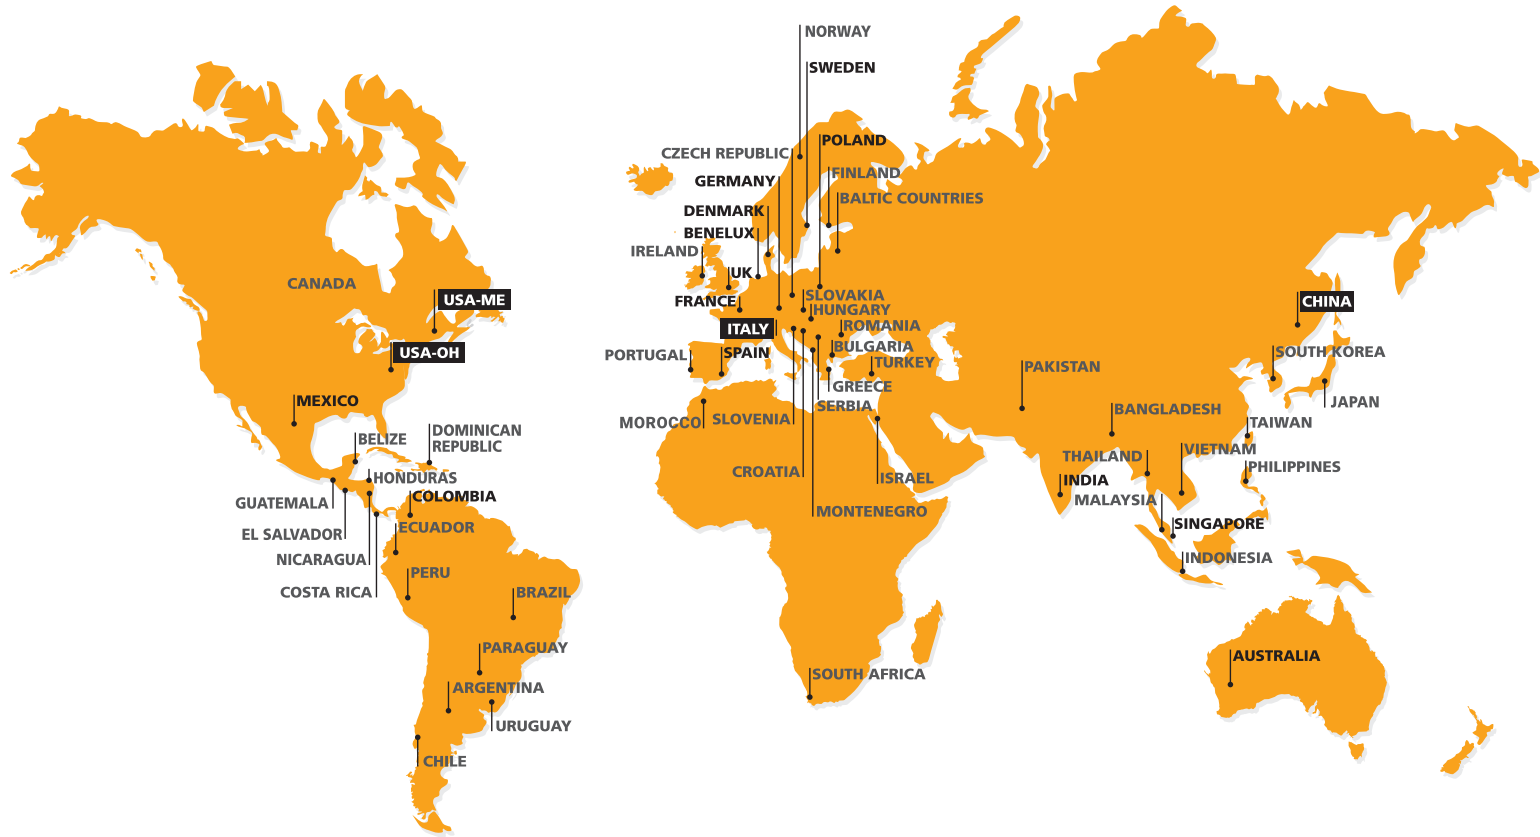 NORWAY
SWEDEN
POLAND
CZECH REPUBLIC
FINLAND
GERMANY
BALTIC COUNTRIES
DENMARK
BENELUX
IRELAND
UK
CANADA
USA-ME
FRANCE
SLOVAKIA
HUNGARY
CHINA
ITALY
ROMANIA
USA-OH
PORTUGAL
SPAIN
BULGARIA
TURKEY
SOUTH KOREA
PAKISTAN
GREECE
MEXICO
SERBIA
JAPAN
BANGLADESH
MOROCCO
SLOVENIA
TAIWAN
BELIZE
DOMINICAN
REPUBLIC
VIETNAM
THAILAND
PHILIPPINES
CROATIA
HONDURAS
ISRAEL
INDIA
COLOMBIA
MALAYSIA
GUATEMALA
MONTENEGRO
SINGAPORE
ECUADOR
EL SALVADOR
NICARAGUA
INDONESIA
PERU
COSTA RICA
BRAZIL
PARAGUAY
AUSTRALIA
SOUTH AFRICA
ARGENTINA
URUGUAY
CHILE